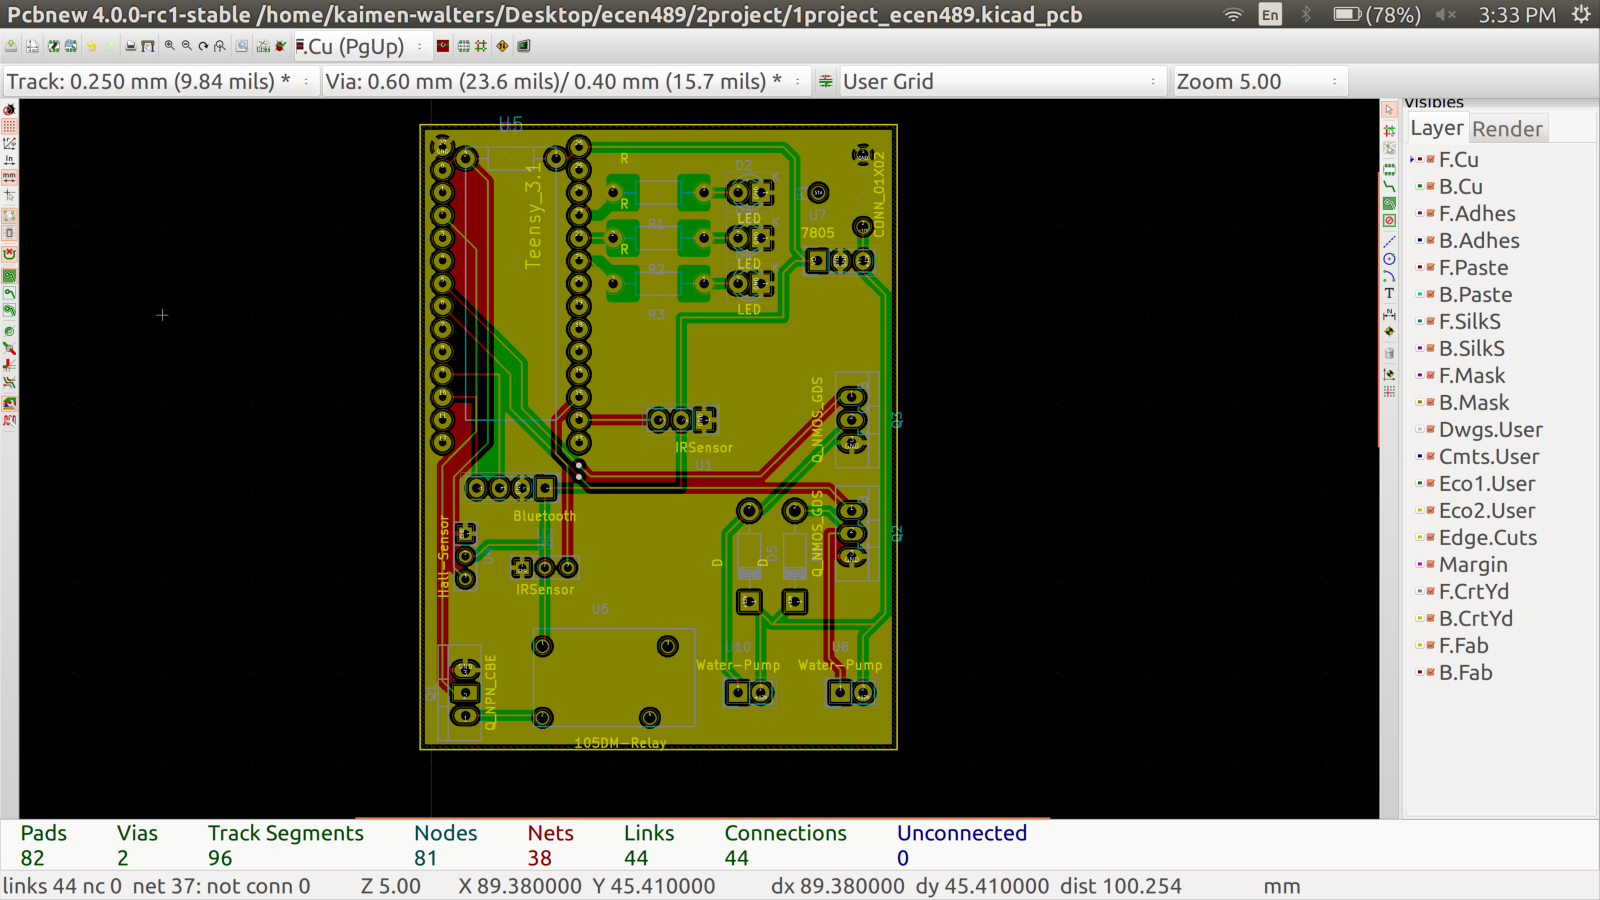 Pcbnew 4.0.0-rc1-stable /home/kaimen-walters/Desktop/ecen489/2project/1project_ecen489.kicad_pcb
En
(78%)
3:33 PM
.Cu (PgUp)
Track: 0.250 mm (9.84 mils) *
Via: 0.60 mm (23.6 mils)/ 0.40 mm (15.7 mils) *
User Grid
Zoom 5.00
Visibles
Layer
Render
F.Cu
B.Cu
F.Adhes
B.Adhes
F.Paste
B.Paste
F.SilkS
B.SilkS
F.Mask
B.Mask
Dwgs.User
Cmts.User
Eco1.User
Eco2.User
Edge.Cuts
Margin
F.CrtYd
B.CrtYd
F.Fab
B.Fab
In
mm
T
U5
Teensy_3.1
R
R
R
R1
R2
R3
D2
K
K
LED
LED
LED
U7
7805
CONN_01X02
Q_NMOS_GDS
Q3
IRSensor
U1
Q_NMOS_GDS
Q2
Bluetooth
Hall-Sensor
IRSensor
D
D
D5
U6
U10
U8
Water-Pump
Water-Pump
Q_NPN_CBE
Q1
105DM-Relay
Pads
Vias
Track Segments
Nodes
Nets
Links
Connections
Unconnected
82
2
96
81
38
44
44
0
links 44 nc 0 net 37: not conn 0
Z 5.00
X 89.380000 Y 45.410000
dx 89.380000 dy 45.410000 dist 100.254
mm